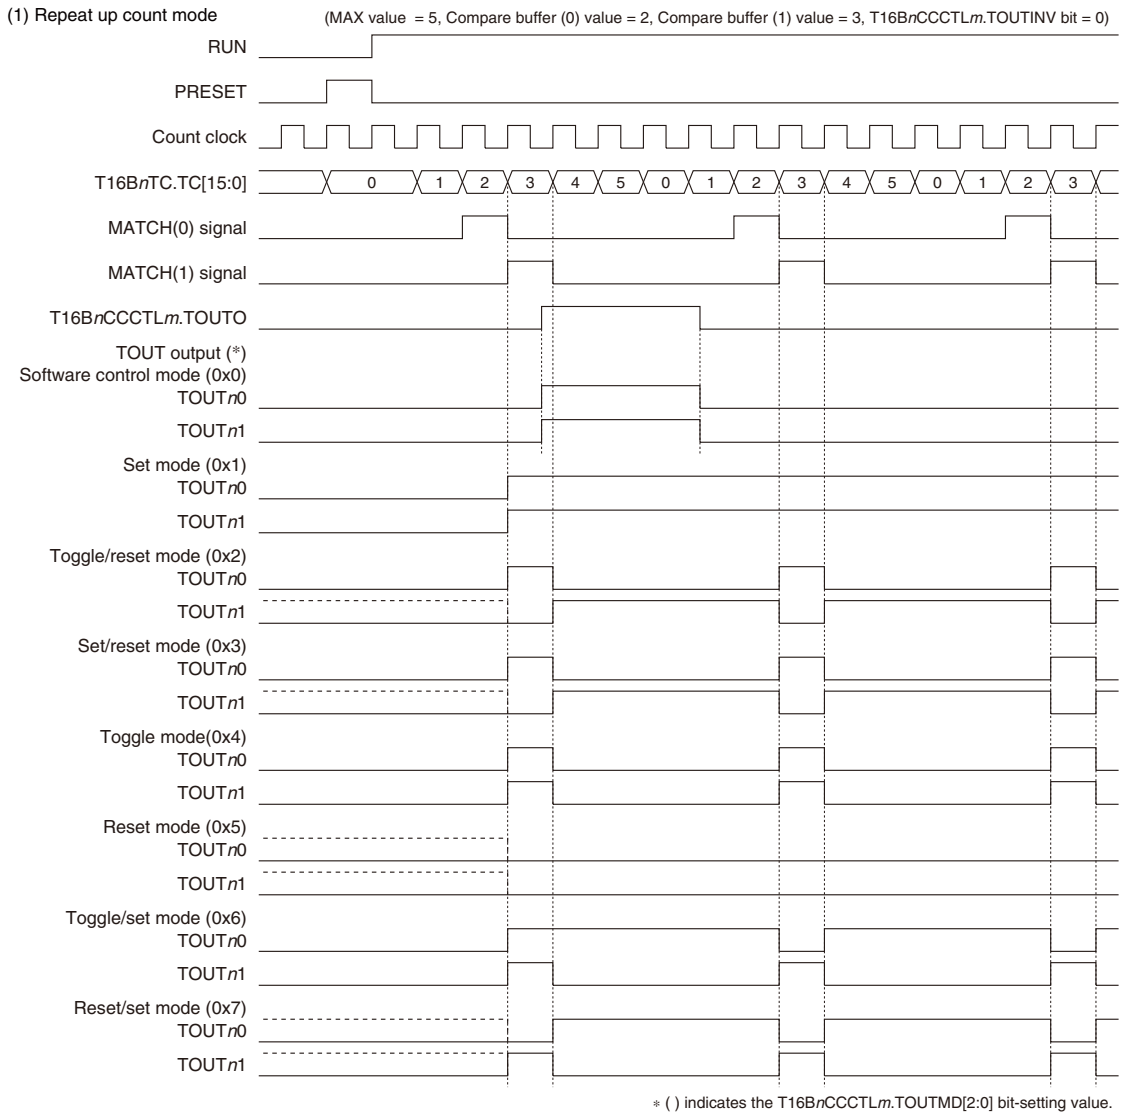 (1) Repeat up count mode (MAX value = 5, Compare buffer (0) value = 2, Compare buffer (1) value = 3, T16BnCCCTLm.TOUTINV bit = 0)
RUN
PRESET
Count clock
T16BnTC.TC[15:0] 0 1 2 3 4 5 0 1 2 3 4 5 0 1 2 3
MATCH(0) signal
MATCH(1) signal
T16BnCCCTLm.TOUTO
TOUT output (*)
Software control mode (0x0)
TOUTn0
TOUTn1
Set mode (0x1)
TOUTn0
TOUTn1
Toggle/reset mode (0x2)
TOUTn0
TOUTn1
Set/reset mode (0x3)
TOUTn0
TOUTn1
Toggle mode(0x4)
TOUTn0
TOUTn1
Reset mode (0x5)
TOUTn0
TOUTn1
Toggle/set mode (0x6)
TOUTn0
TOUTn1
Reset/set mode (0x7)
TOUTn0
TOUTn1
* ( ) indicates the T16BnCCCTLm.TOUTMD[2:0] bit-setting value.